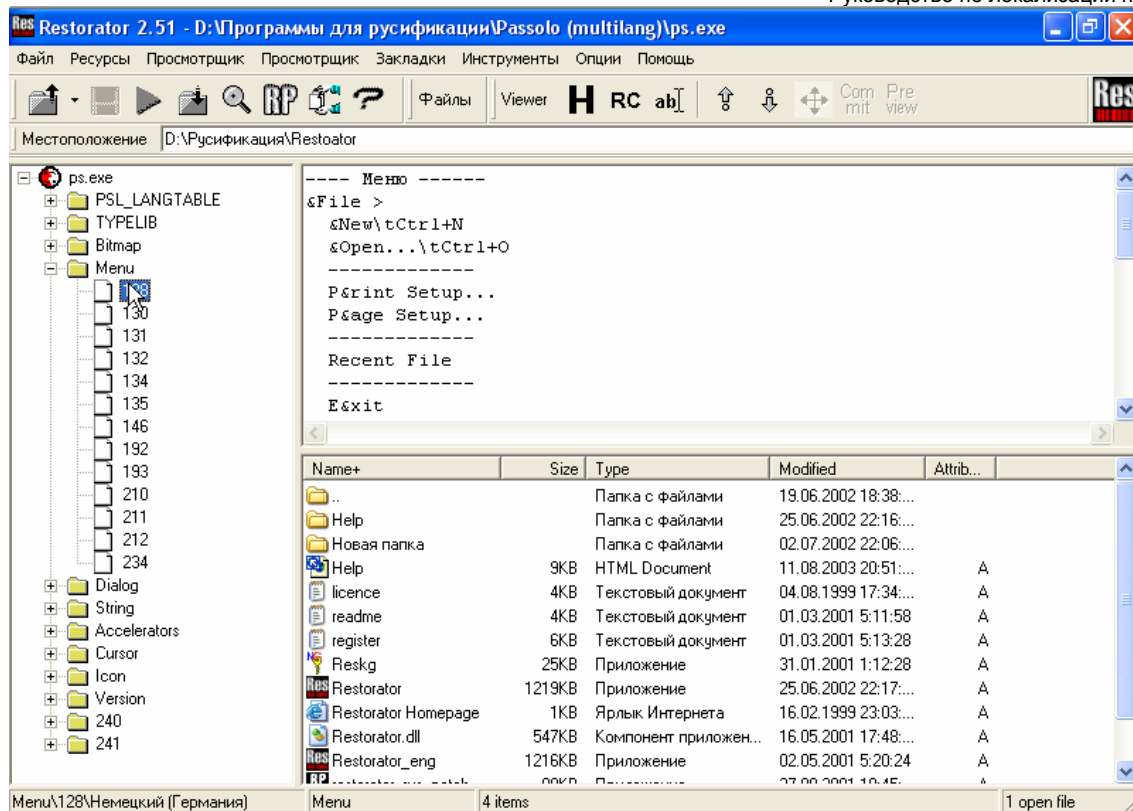 Руководство по локализации п
Res Restorator 2.51 - D:\Программы для русификации\Passolo (multilang)\ps.exe
Файл Ресурсы Просмотрщик Просмотрщик Закладки Инструменты Опции Помощь
RP Файлы Viewer H RC ab Com mit Pre view Res
Местоположение D:\Русификация\Restoator
ps.exe
PSL_LANGTABLE
TYPELIB
Bitmap
Menu
128
130
131
132
134
135
146
192
193
210
211
212
234
Dialog
String
Accelerators
Cursor
Icon
Version
240
241
---- Меню ------
&File >
&New\tCtrl+N
&Open...\tCtrl+O
-------------
P&rint Setup...
P&age Setup...
-------------
Recent File
-------------
E&xit
Name+ Size Type Modified Attrib...
.. Папка с файлами 19.06.2002 18:38:...
Help Папка с файлами 25.06.2002 22:16:...
Новая папка Папка с файлами 02.07.2002 22:06:...
Help 9KB HTML Document 11.08.2003 20:51:... A
licence 4KB Текстовый документ 04.08.1999 17:34:... A
readme 4KB Текстовый документ 01.03.2001 5:11:58 A
register 6KB Текстовый документ 01.03.2001 5:13:28 A
Reskg 25KB Приложение 31.01.2001 1:12:28 A
Restorator 1219KB Приложение 25.06.2002 22:17:... A
Restorator Homepage 1KB Ярлык Интернета 16.02.1999 23:03:... A
Restorator.dll 547KB Компонент приложен... 16.05.2001 17:48:... A
Restorator_eng 1216KB Приложение 02.05.2001 5:20:24 A
Menu\128\Немецкий (Германия) Menu 4 items 1 open file